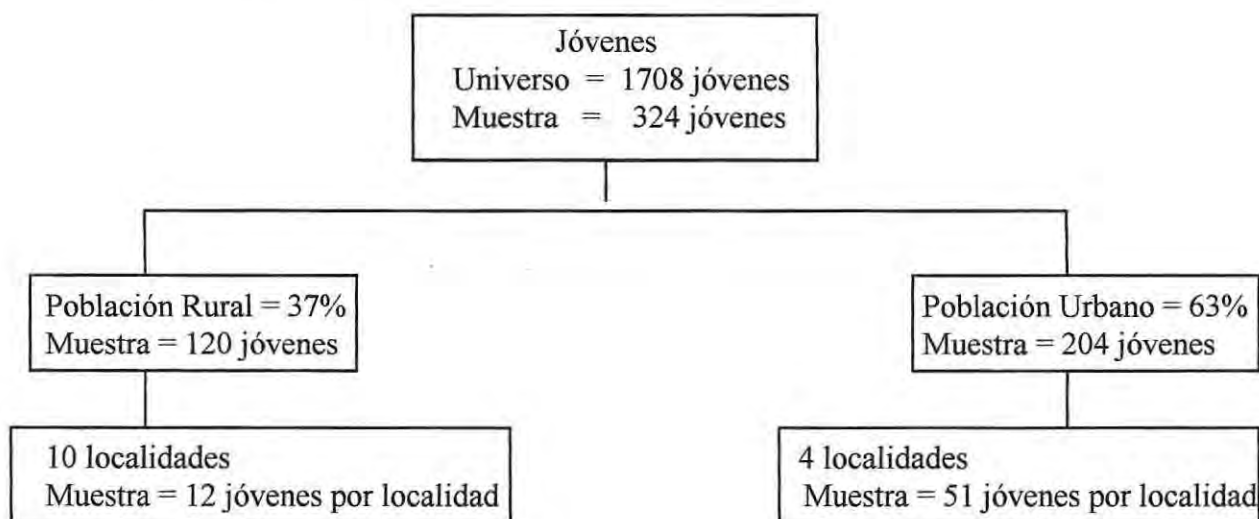 Jóvenes
Universo = 1708 jóvenes
Muestra = 324 jóvenes
Población Rural = 37%
Muestra = 120 jóvenes
Población Urbano = 63%
Muestra = 204 jóvenes
10 localidades
Muestra = 12 jóvenes por localidad
4 localidades
Muestra = 51 jóvenes por localidad